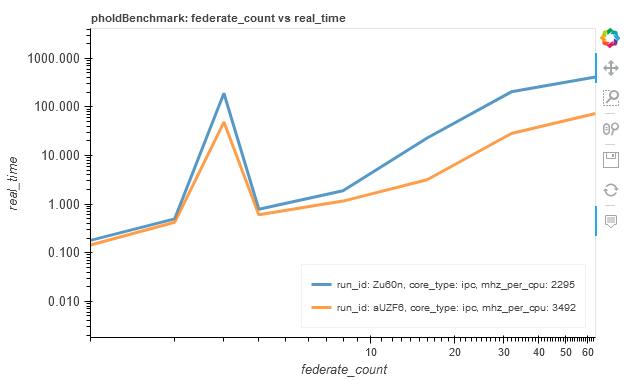 pholdBenchmark: federate_count vs real_time
1000.000
100.000
10.000
1.000
0.100
0.010
real_time
run_id: Zu60n, core_type: ipc, mhz_per_cpu: 2295
run_id: aUZF6, core_type: ipc, mhz_per_cpu: 3492
10 20 30 40 50 60
federate_count